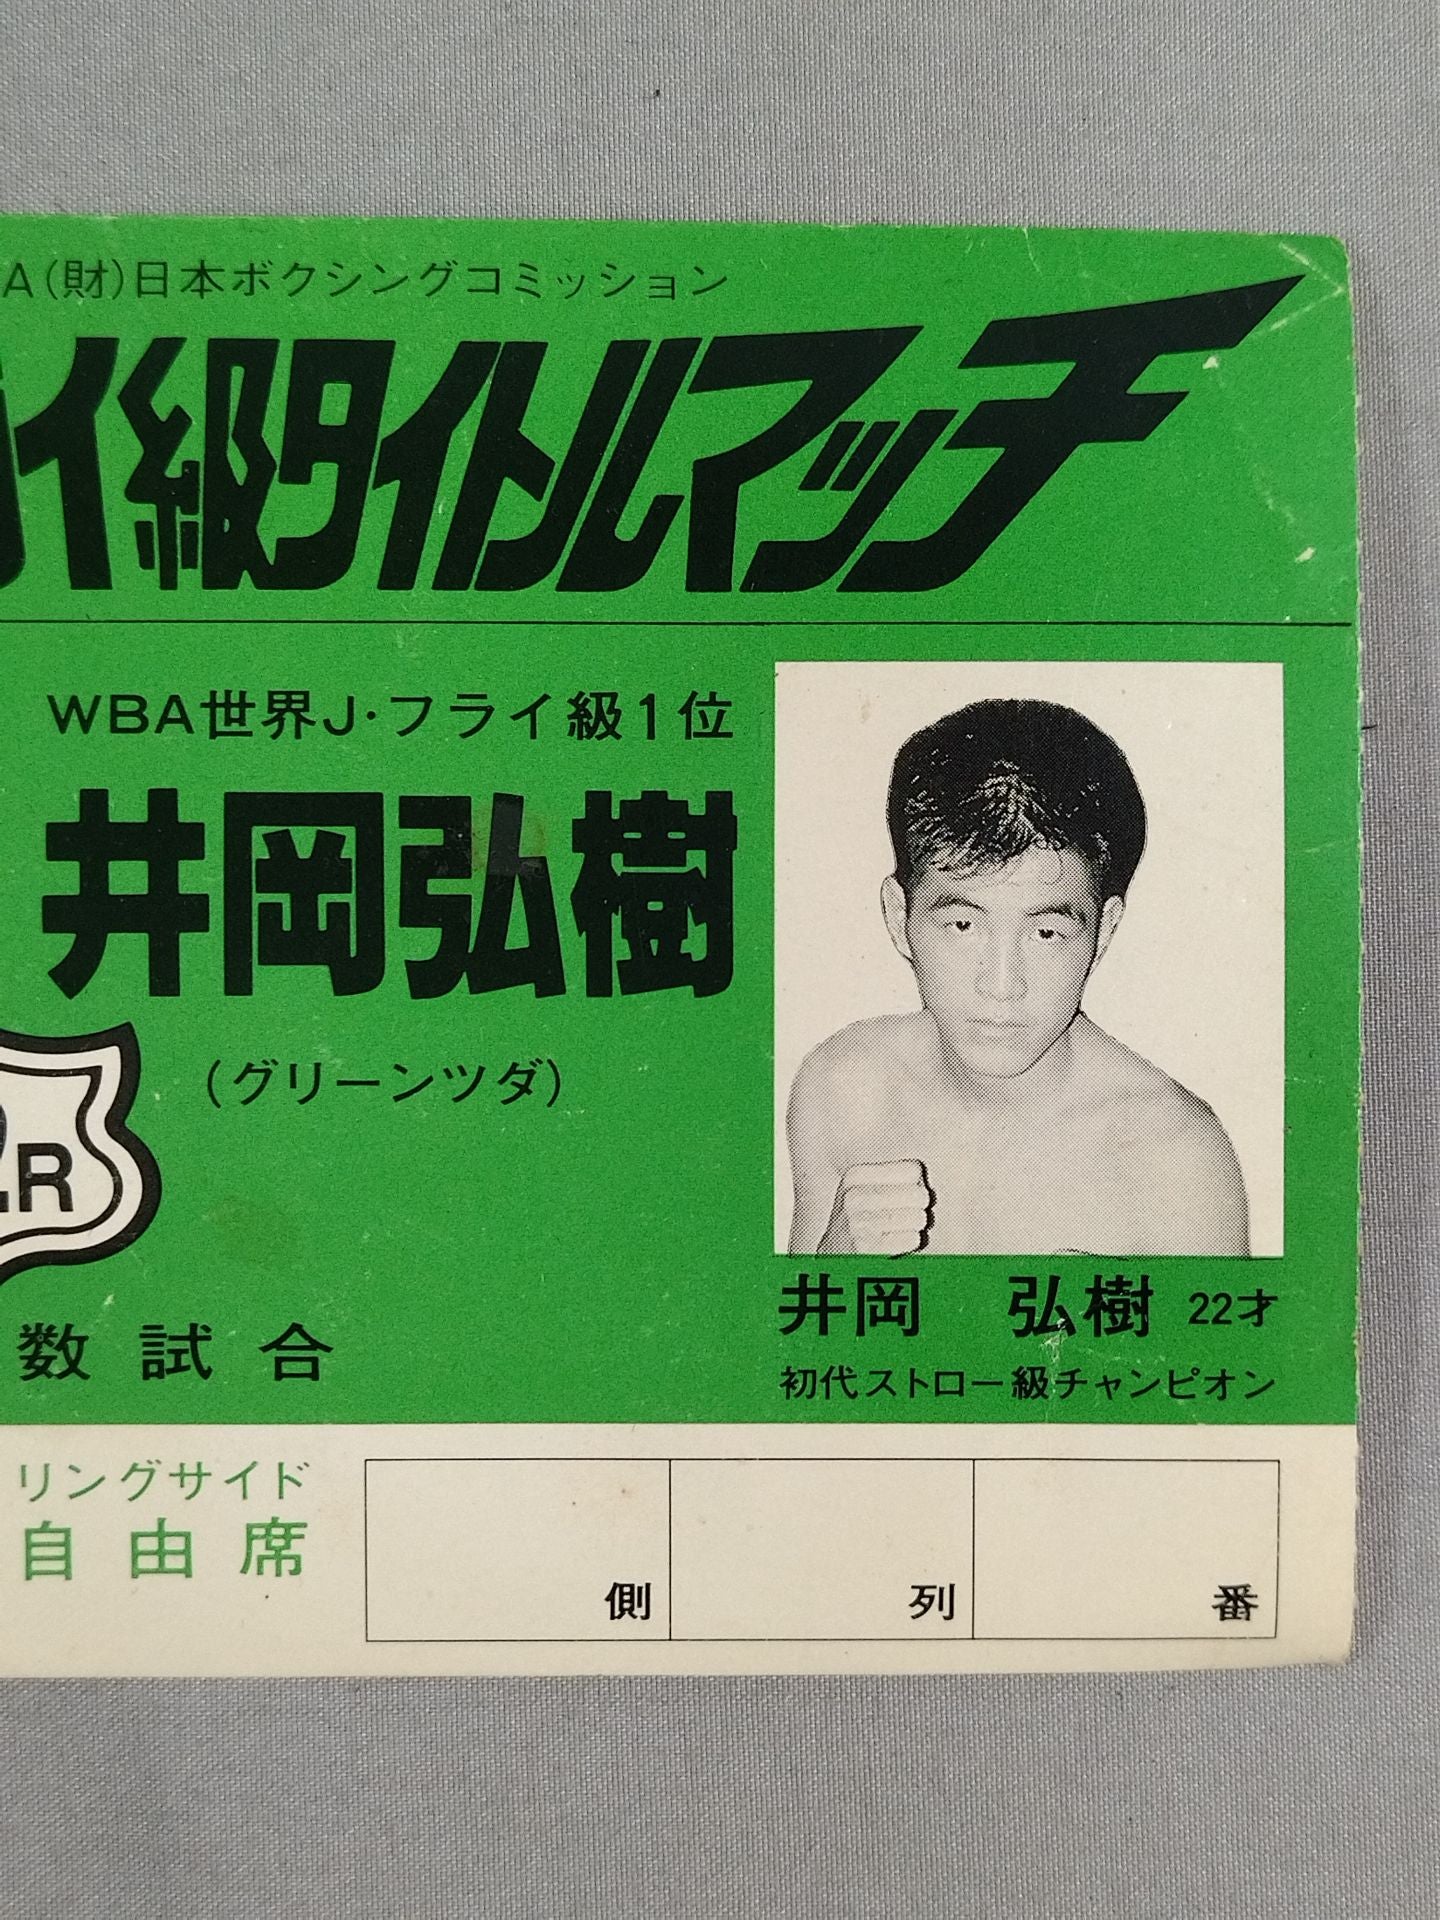 A(財)日本ボクシングコミッション
イ級タイトルマッチ
WBA世界J・フライ級1位
井岡弘樹
(グリーンツダ)
R
数試合
井岡 弘樹 22才
初代ストロー級チャンピオン
リングサイド
自由席
側 列 番